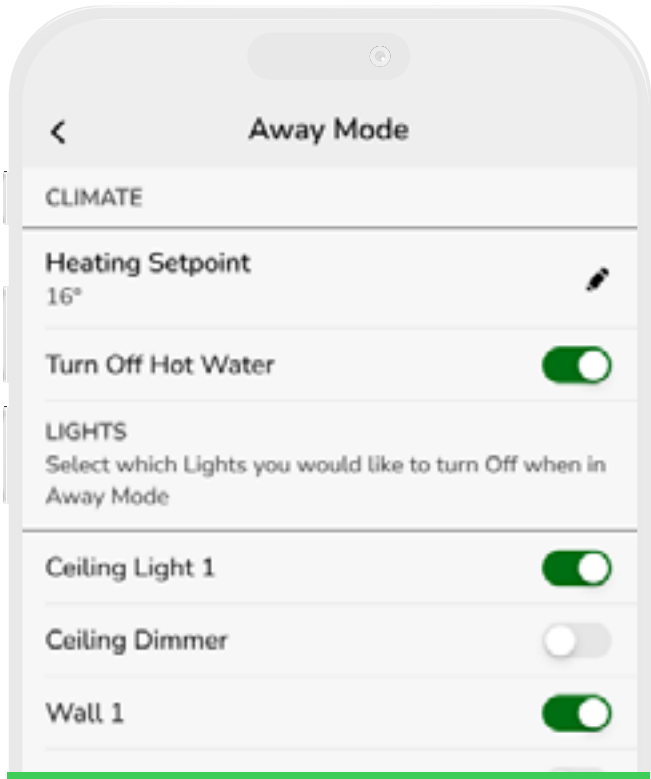 Away Mode
CLIMATE
Heating Setpoint
16°
Turn Off Hot Water
LIGHTS
Select which Lights you would like to turn Off when in
Away Mode
Ceiling Light 1
Ceiling Dimmer
Wall 1